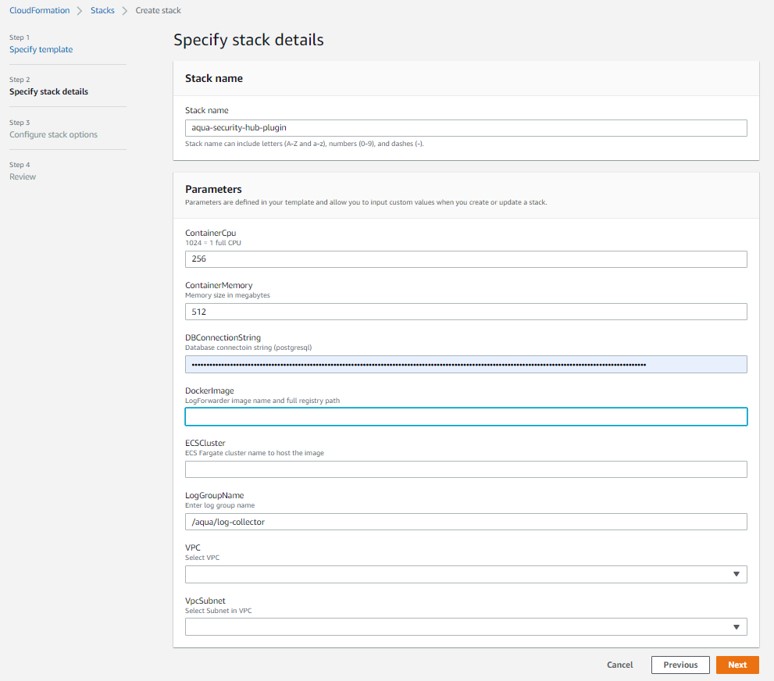 CloudFormation > Stacks > Create stack
Step 1
Specify template
Step 2
Specify stack details
Step 3
Configure stack options
Step 4
Review
Specify stack details
Stack name
Stack name
aqua-security-hub-plugin
Stack name can include letters (A-Z and a-z), numbers (0-9), and dashes (-).
Parameters
Parameters are defined in your template and allow you to input custom values when you create or update a stack.
ContainerCpu
1024 = 1 full CPU
256
ContainerMemory
Memory size in megabytes
512
DBConnectionString
Database connectoin string (postgresql)
DockerImage
LogForwarder image name and full registry path
ECSCluster
ECS Fargate cluster name to host the image
LogGroupName
Enter log group name
/aqua/log-collector
VPC
Select VPC
VpcSubnet
Select Subnet in VPC
Cancel Previous Next